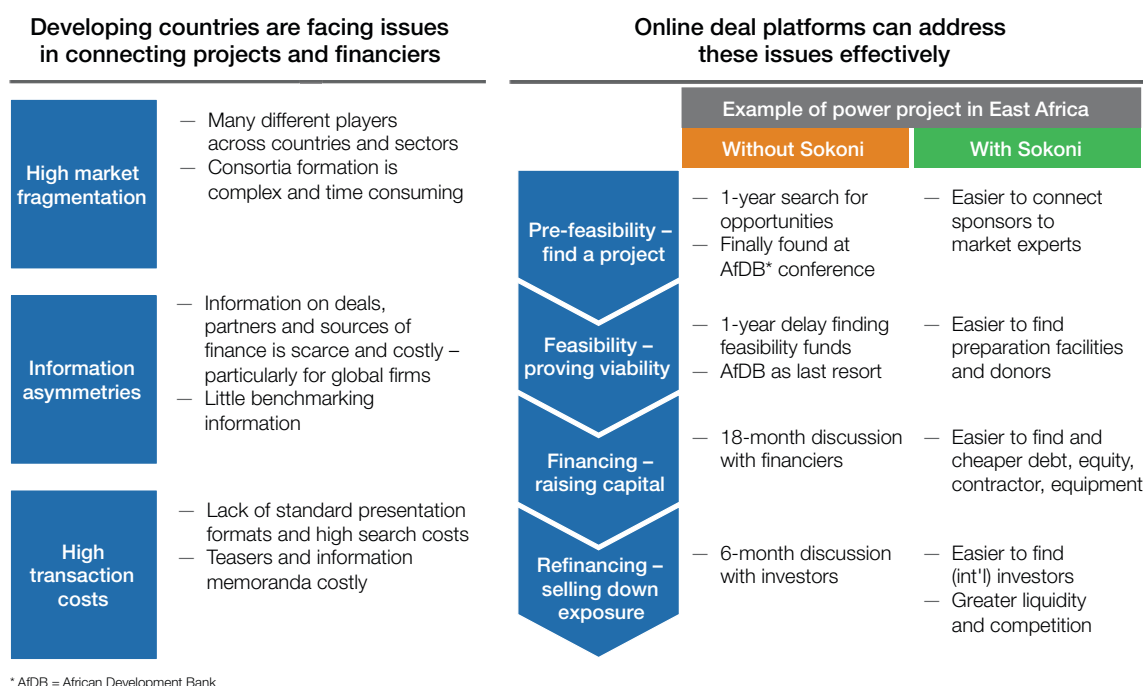 Developing countries are facing issues
in connecting projects and financiers
High market
fragmentation
— Many different players
across countries and sectors
— Consortia formation is
complex and time consuming
Information
asymmetries
— Information on deals,
partners and sources of
finance is scarce and costly –
particularly for global firms
— Little benchmarking
information
High
transaction
costs
— Lack of standard presentation
formats and high search costs
— Teasers and information
memoranda costly
* AfDB = African Development Bank
Online deal platforms can address
these issues effectively
Example of power project in East Africa
Without Sokoni
With Sokoni
Pre-feasibility –
find a project
— 1-year search for
opportunities
— Finally found at
AfDB* conference
— Easier to connect
sponsors to
market experts
Feasibility –
proving viability
— 1-year delay finding
feasibility funds
— AfDB as last resort
— Easier to find
preparation facilities
and donors
Financing –
raising capital
— 18-month discussion
with financiers
— Easier to find and
cheaper debt, equity,
contractor, equipment
Refinancing –
selling down
exposure
— 6-month discussion
with investors
— Easier to find
(int'l) investors
— Greater liquidity
and competition